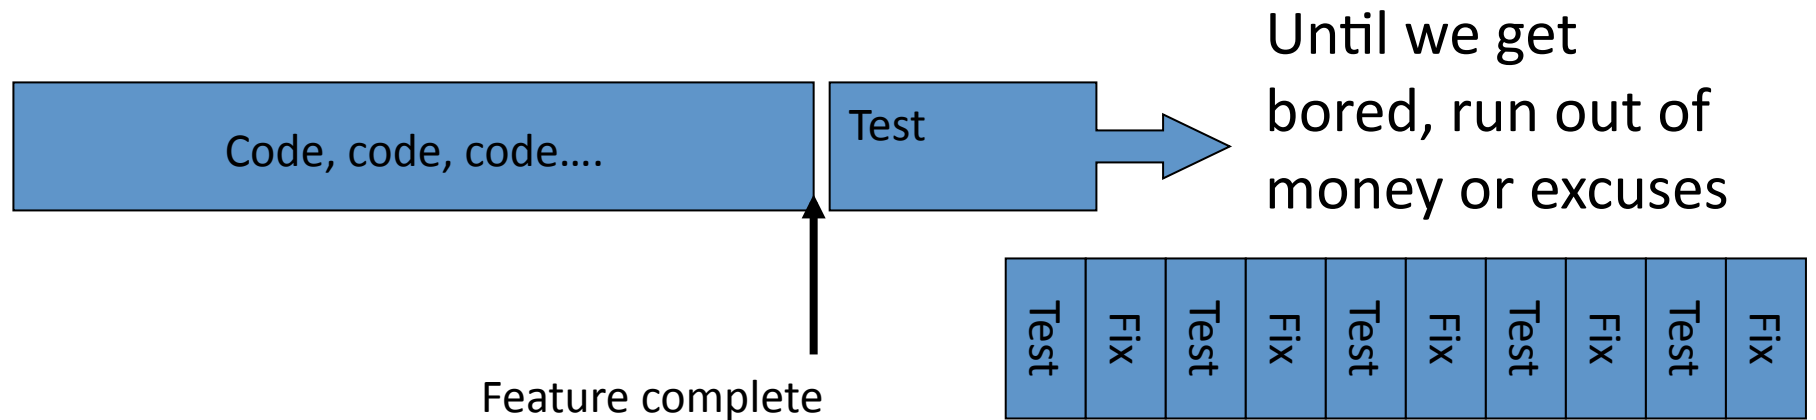 Until we get
bored, run out of
money or excuses
Code, code, code....
Test
Feature complete
Test
Fix
Test
Fix
Test
Fix
Test
Fix
Test
Fix